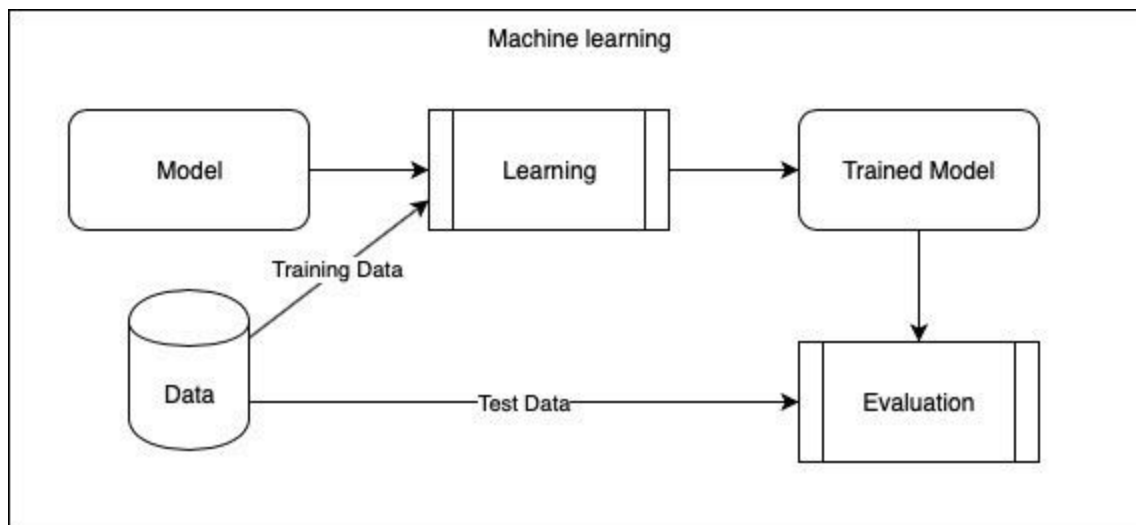 Machine learning
Model
Learning
Trained Model
Training Data
Data
Test Data
Evaluation